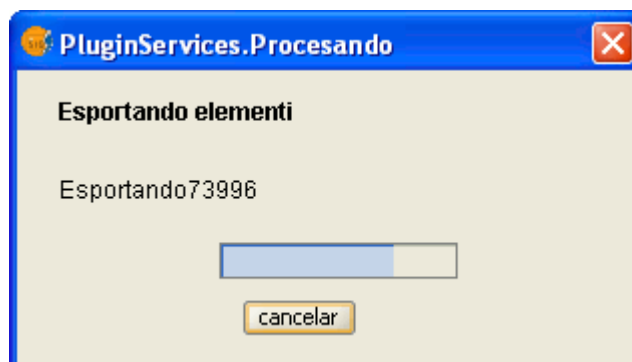 PluginServices.Procesando
Esportando elementi
Esportando73996
cancelar